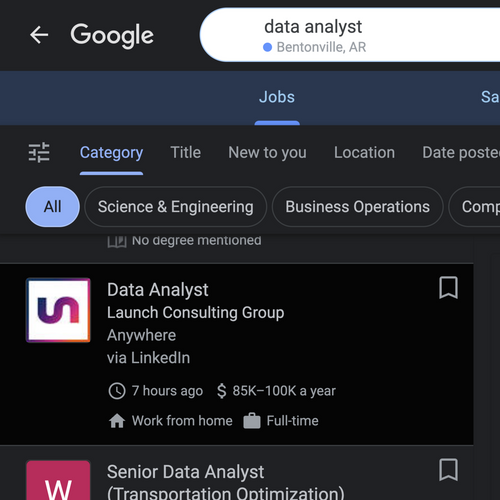 Google
data analyst
Bentonville, AR
Jobs
Sa
Category Title New to you Location Date poste
All Science & Engineering Business Operations Comp
No degree mentioned
Data Analyst
Launch Consulting Group
Anywhere
via LinkedIn
7 hours ago $ 85K–100K a year
Work from home Full-time
W
Senior Data Analyst
(Transportation Optimization)